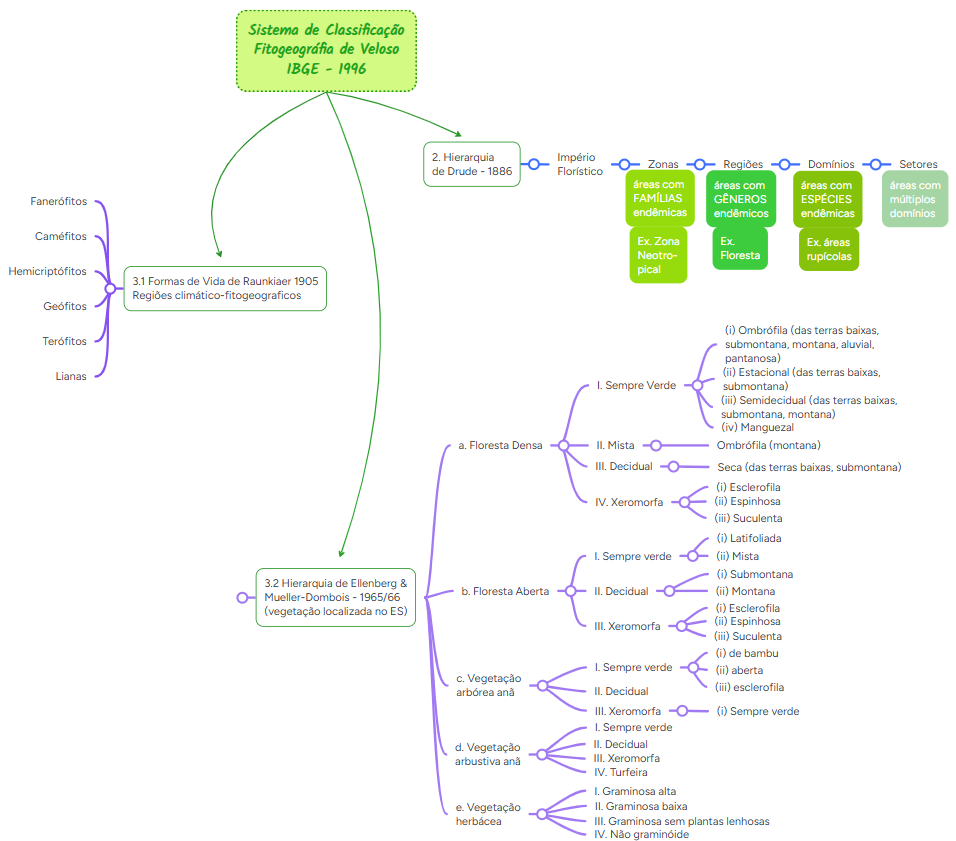 Sistema de Classificação
Fitogeográfia de Veloso
IBGE - 1996
2. Hierarquia
de Drude - 1886
Império
Florístico
Zonas
áreas com
FAMÍLIAS
endêmicas
Ex. Zona
Neotro-
pical
Regiões
áreas com
GÊNEROS
endêmicos
Ex.
Floresta
Domínios
áreas com
ESPÉCIES
endêmicas
Ex. áreas
rupícolas
Setores
áreas com
múltiplos
domínios
3.1 Formas de Vida de Raunkiaer 1905
Regiões climático-fitogeograficos
Fanerófitos
Caméfitos
Hemicriptófitos
Geófitos
Terófitos
Lianas
3.2 Hierarquia de Ellenberg &
Mueller-Dombois - 1965/66
(vegetação localizada no ES)
a. Floresta Densa
I. Sempre Verde
(i) Ombrófila (das terras baixas,
submontana, montana, aluvial,
pantanosa)
(ii) Estacional (das terras baixas,
submontana)
(iii) Semidecidual (das terras baixas,
submontana, montana)
(iv) Manguezal
II. Mista
Ombrófila (montana)
III. Decidual
Seca (das terras baixas, submontana)
IV. Xeromorfa
(i) Esclerofila
(ii) Espinhosa
(iii) Suculenta
b. Floresta Aberta
I. Sempre verde
(i) Latifoliada
(ii) Mista
II. Decidual
(i) Submontana
(ii) Montana
III. Xeromorfa
(i) Esclerofila
(ii) Espinhosa
(iii) Suculenta
c. Vegetação
arbórea anã
I. Sempre verde
(i) de bambu
(ii) aberta
(iii) esclerofila
II. Decidual
III. Xeromorfa
(i) Sempre verde
d. Vegetação
arbustiva anã
I. Sempre verde
II. Decidual
III. Xeromorfa
IV. Turfeira
e. Vegetação
herbácea
I. Graminosa alta
II. Graminosa baixa
III. Graminosa sem plantas lenhosas
IV. Não graminóide